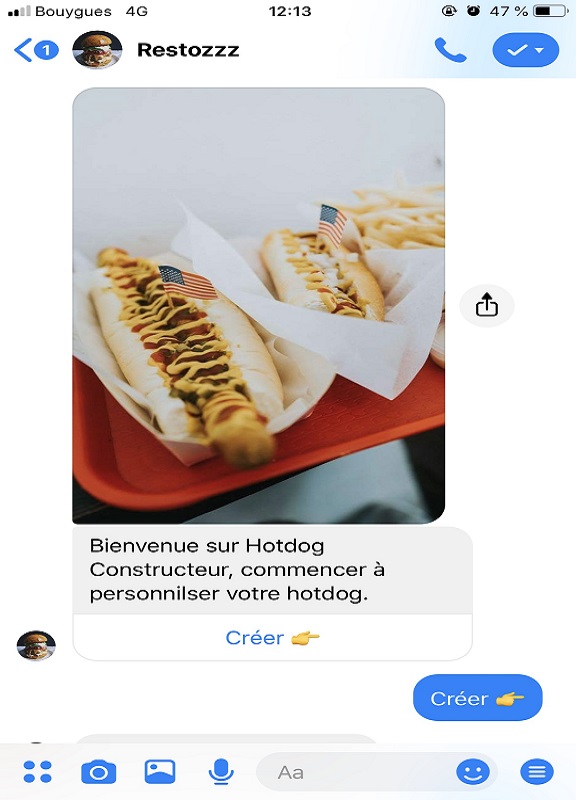 Bouygues 4G 12:13 47 %
1 Restozzz
Bienvenue sur Hotdog
Constructeur, commencer à
personnilser votre hotdog.
Créer 👉
Créer 👉
Aa